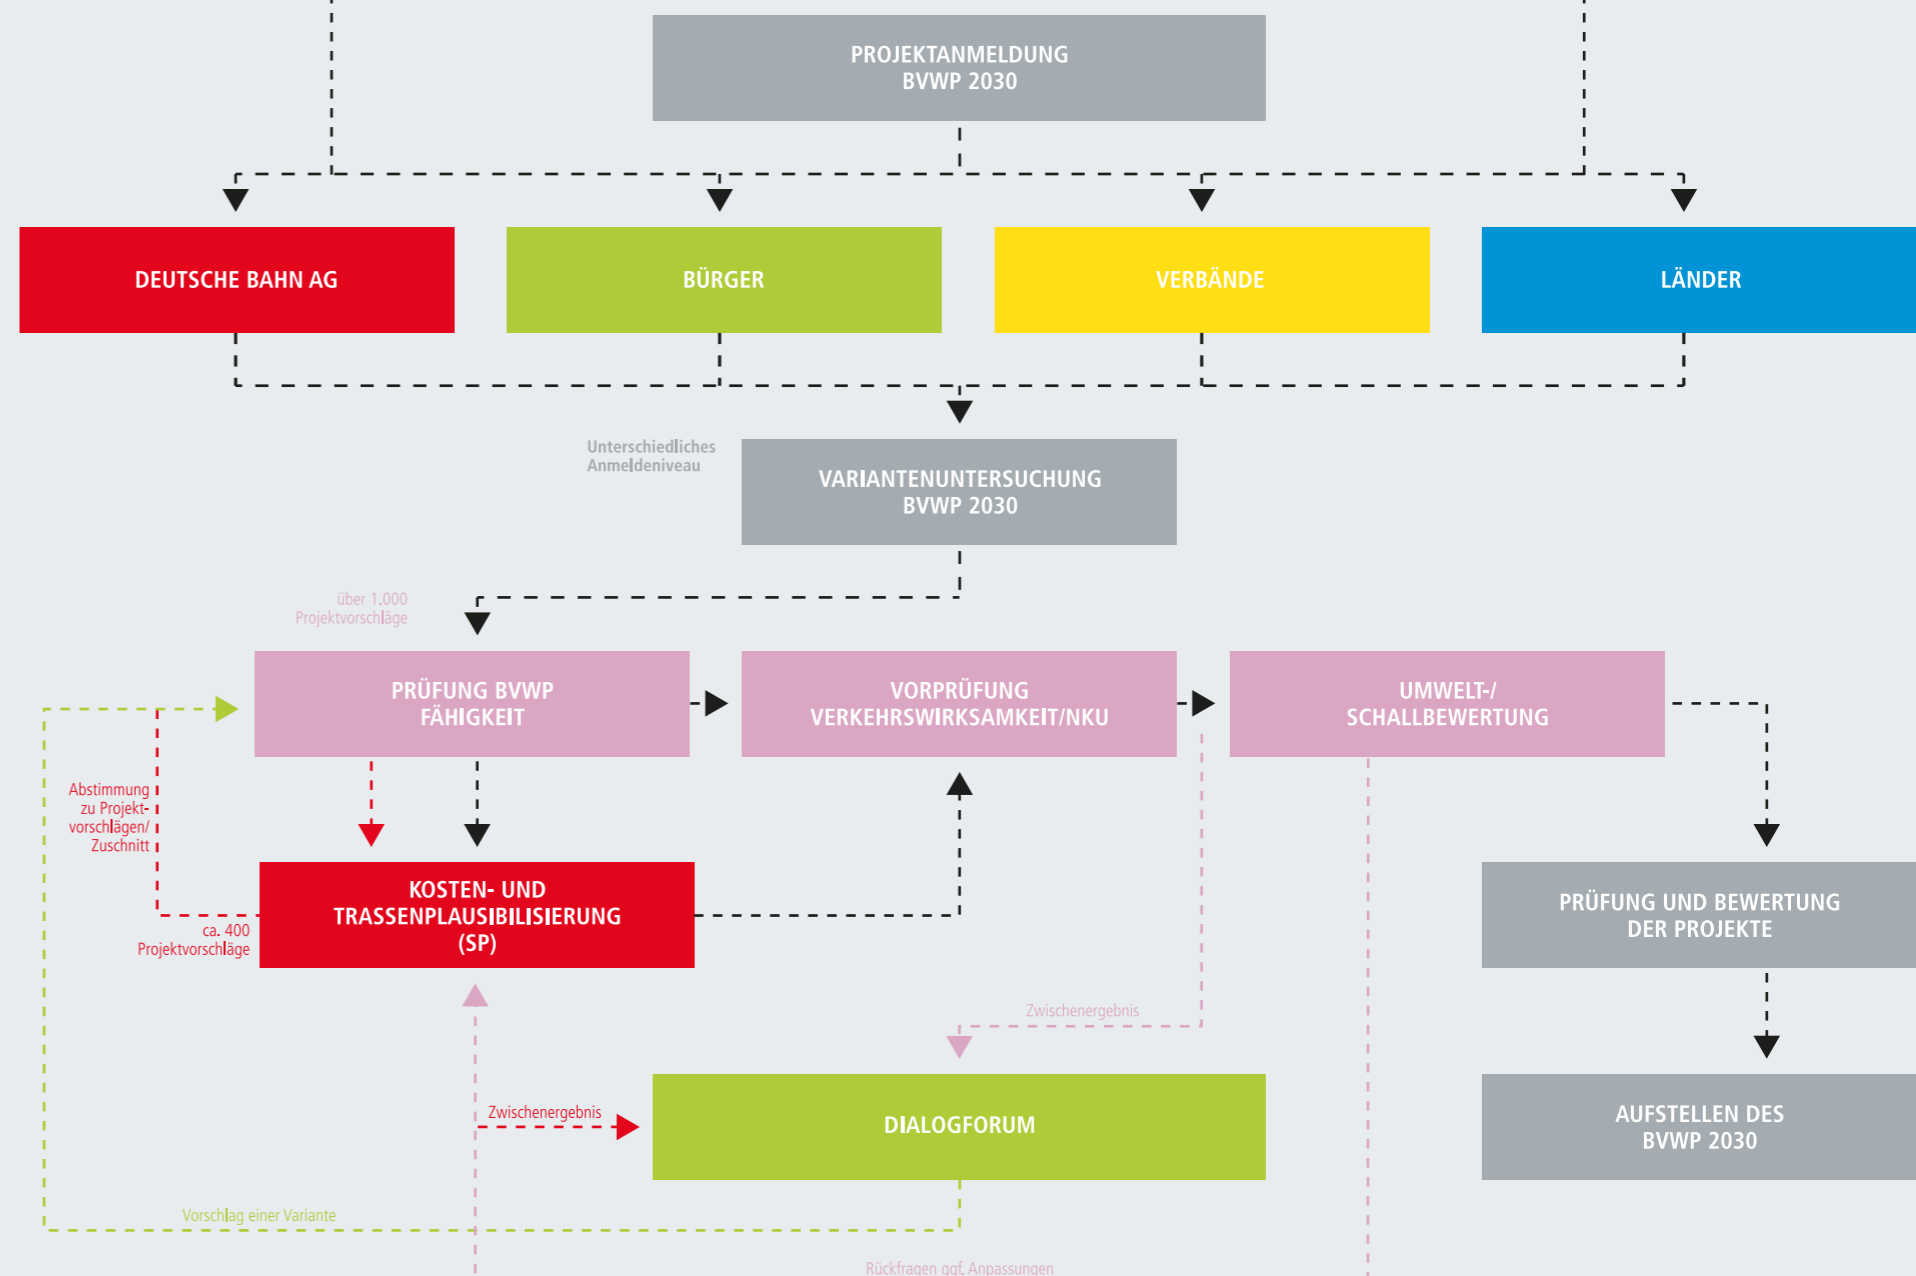 PROJEKTANMELDUNG
BVWP 2030
DEUTSCHE BAHN AG
BÜRGER
VERBÄNDE
LÄNDER
Unterschiedliches
Anmeldeniveau
VARIANTENUNTERSUCHUNG
BVWP 2030
über 1.000
Projektvorschläge
PRÜFUNG BVWP
FÄHIGKEIT
VORPRÜFUNG
VERKEHRSWIRKSAMKEIT/NKU
UMWELT-/
SCHALLBEWERTUNG
Abstimmung
zu Projekt-
vorschlägen/
Zuschnitt
KOSTEN- UND
TRASSENPLAUSIBILISIERUNG
(SP)
ca. 400
Projektvorschläge
PRÜFUNG UND BEWERTUNG
DER PROJEKTE
Zwischenergebnis
Zwischenergebnis
DIALOGFORUM
AUFSTELLEN DES
BVWP 2030
Vorschlag einer Variante
Rückfragen ggf. Anpassungen